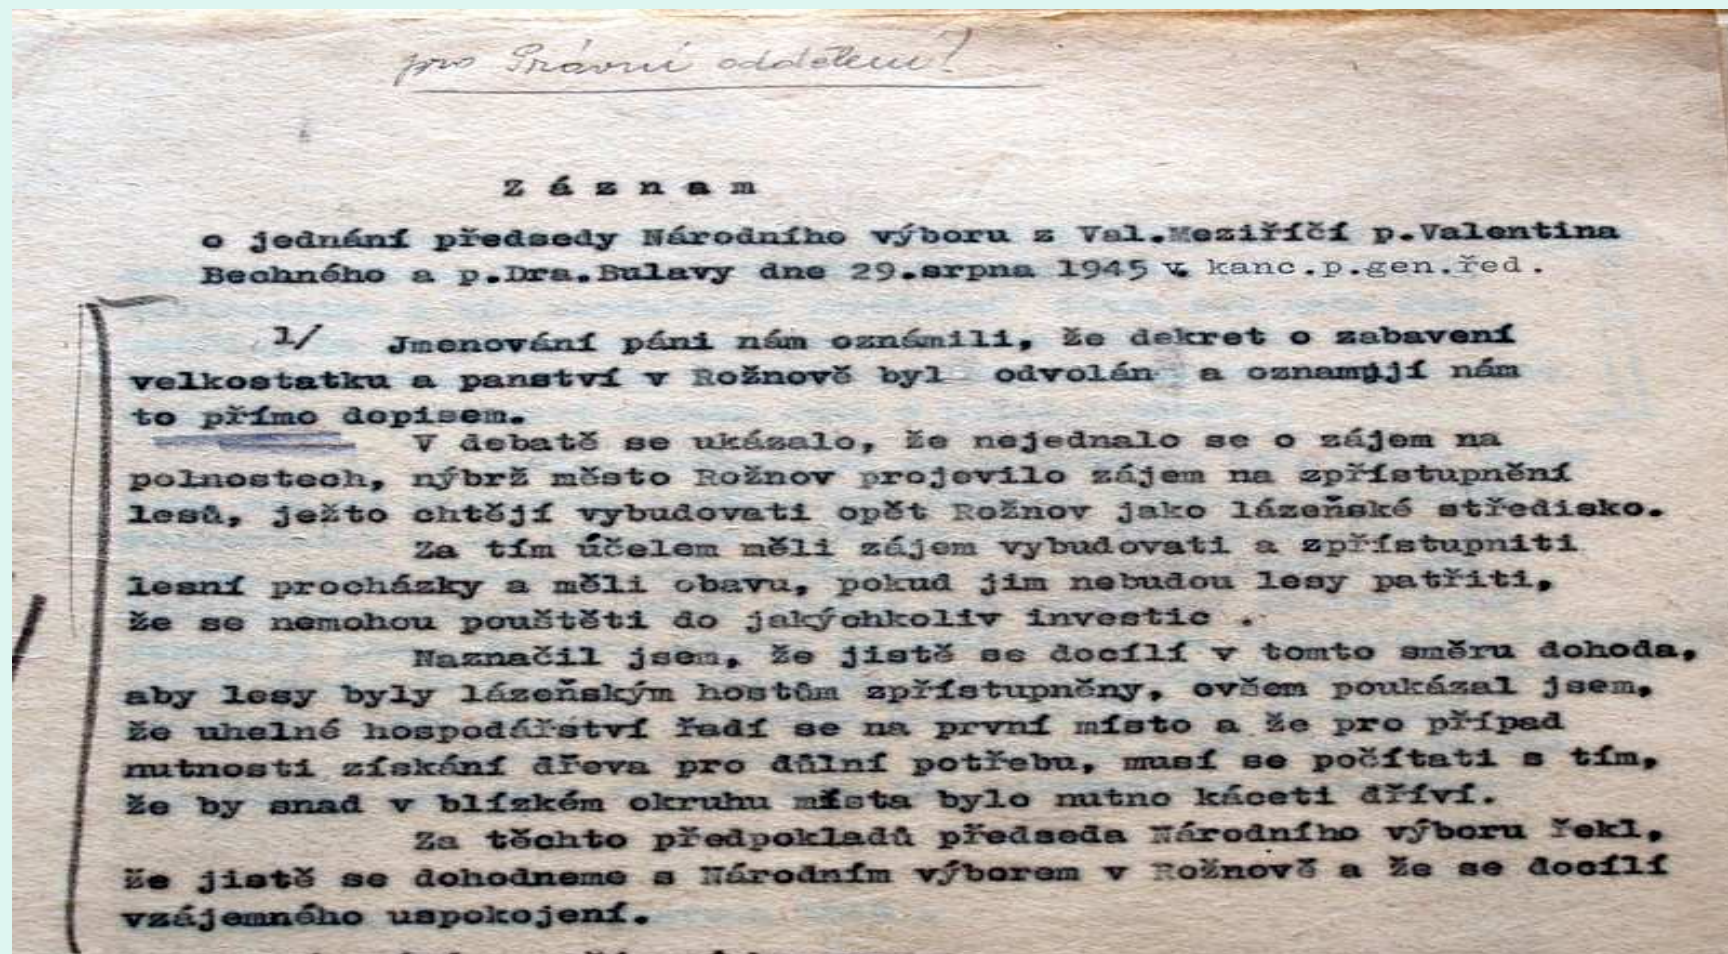 pro Právní oddělení!
Záznam
o jednání předsedy Národního výboru z Val.Meziříčí p.Valentina
Bechného a p.Dra.Bulavy dne 29.srpna 1945 v kanc.p.gen.řed.
1/ Jmenování páni nám oznámili, že dekret o zabavení
velkostatku a panství v Rožnově byl odvolán a oznamují nám
to přímo dopisem.
V debatě se ukázalo, že nejednalo se o zájem na
polnostech, nýbrž město Rožnov projevilo zájem na zpřístupnění
lesů, ježto chtějí vybudovati opět Rožnov jako lázeňské středisko.
Za tím účelem měli zájem vybudovati a zpřístupniti
lesní procházky a měli obavu, pokud jim nebudou lesy patřiti,
že se nemohou pouštěti do jakýchkoliv investic .
Naznačil jsem, že jistě se docílí v tomto směru dohoda,
aby lesy byly lázeňským hostům zpřístupněny, ovšem poukázal jsem,
že uhelné hospodářství řadí se na první místo a že pro případ
nutnosti získání dřeva pro důlní potřebu, musí se počítati s tím,
že by snad v blízkém okruhu místa bylo nutno káceti dříví.
Za těchto předpokladů předseda Národního výboru řekl,
že jistě se dohodneme s Národním výborem v Rožnově a že se docílí
vzájemného uspokojení.